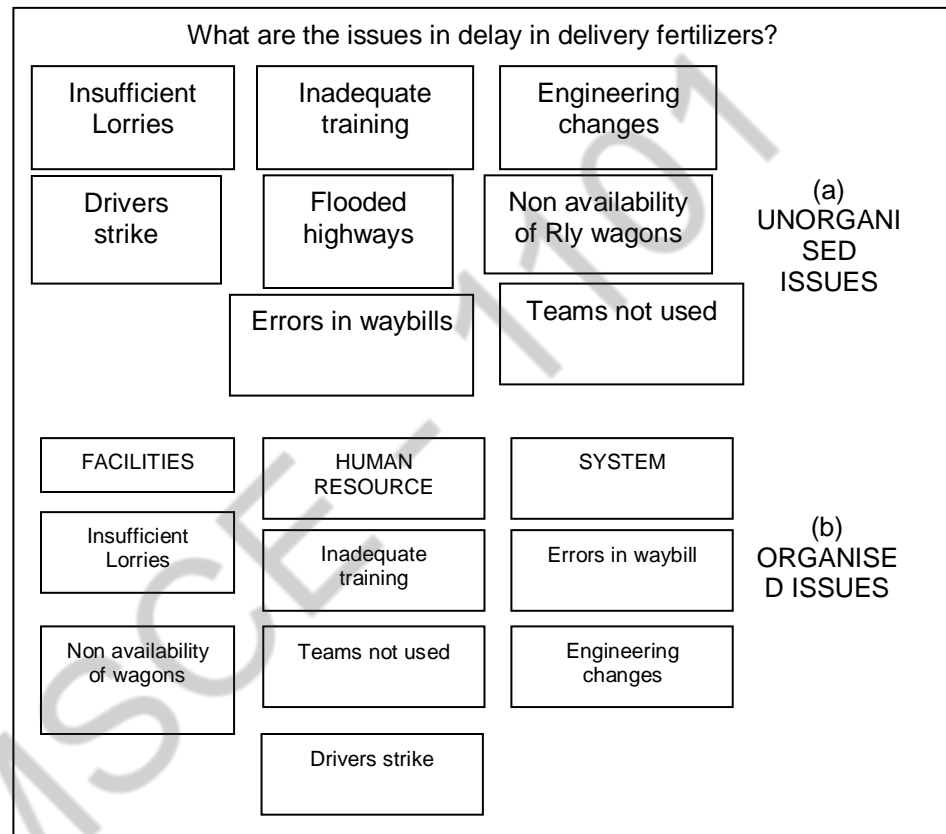 What are the issues in delay in delivery fertilizers?
Insufficient
Lorries
Inadequate
training
Engineering
changes
Drivers
strike
Flooded
highways
Non availability
of Rly wagons
(a)
UNORGANI
SED
ISSUES
Errors in waybills
Teams not used
FACILITIES
HUMAN
RESOURCE
SYSTEM
Insufficient
Lorries
Inadequate
training
Errors in waybill
(b)
ORGANISE
D ISSUES
Non availability
of wagons
Teams not used
Engineering
changes
Drivers strike
MSCE - 1101